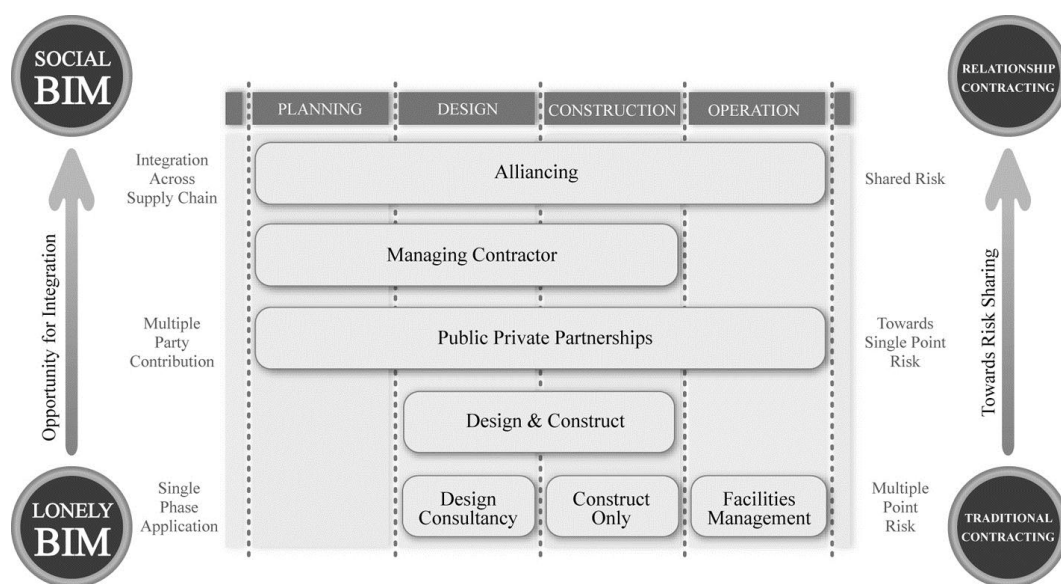 SOCIAL
BIM
RELATIONSHIP
CONTRACTING
PLANNING
DESIGN
CONSTRUCTION
OPERATION
Integration
Across
Supply Chain
Alliancing
Shared Risk
Managing Contractor
Opportunity for Integration
Towards Risk Sharing
Multiple
Party
Contribution
Public Private Partnerships
Towards
Single Point
Risk
Design & Construct
LONELY
BIM
Single
Phase
Application
Design
Consultancy
Construct
Only
Facilities
Management
Multiple
Point
Risk
TRADITIONAL
CONTRACTING